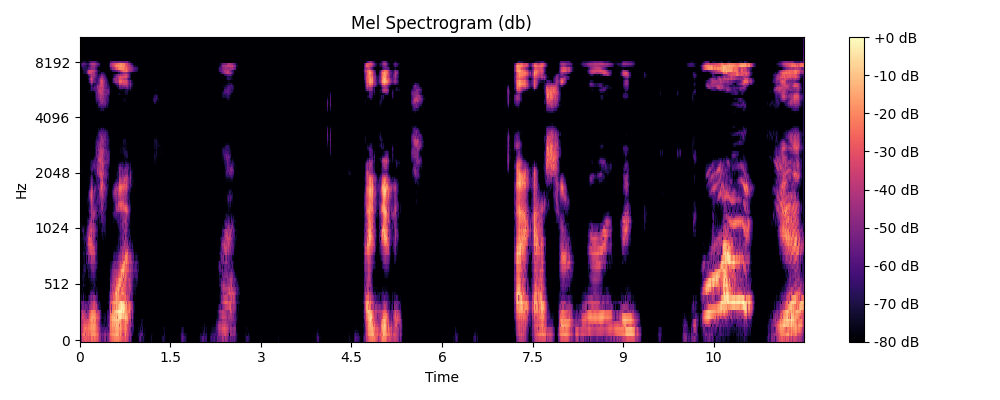 Mel Spectrogram (db)
8192
4096
2048
1024
512
0
Hz
0 1.5 3 4.5 6 7.5 9 10
Time
+0 dB
-10 dB
-20 dB
-30 dB
-40 dB
-50 dB
-60 dB
-70 dB
-80 dB